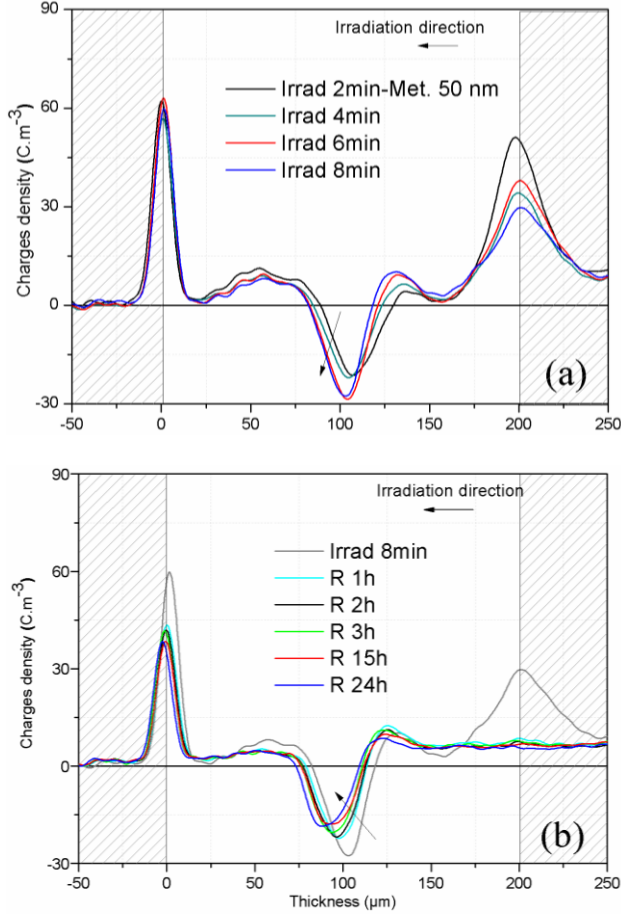 90
60
30
0
-30
Charges density (C.m-3)
Irradiation direction
Irrad 2min-Met. 50 nm
Irrad 4min
Irrad 6min
Irrad 8min
(a)
-50 0 50 100 150 200 250
90
60
30
0
-30
Charges density (C.m-3)
Irradiation direction
Irrad 8min
R 1h
R 2h
R 3h
R 15h
R 24h
(b)
-50 0 50 100 150 200 250
Thickness (µm)